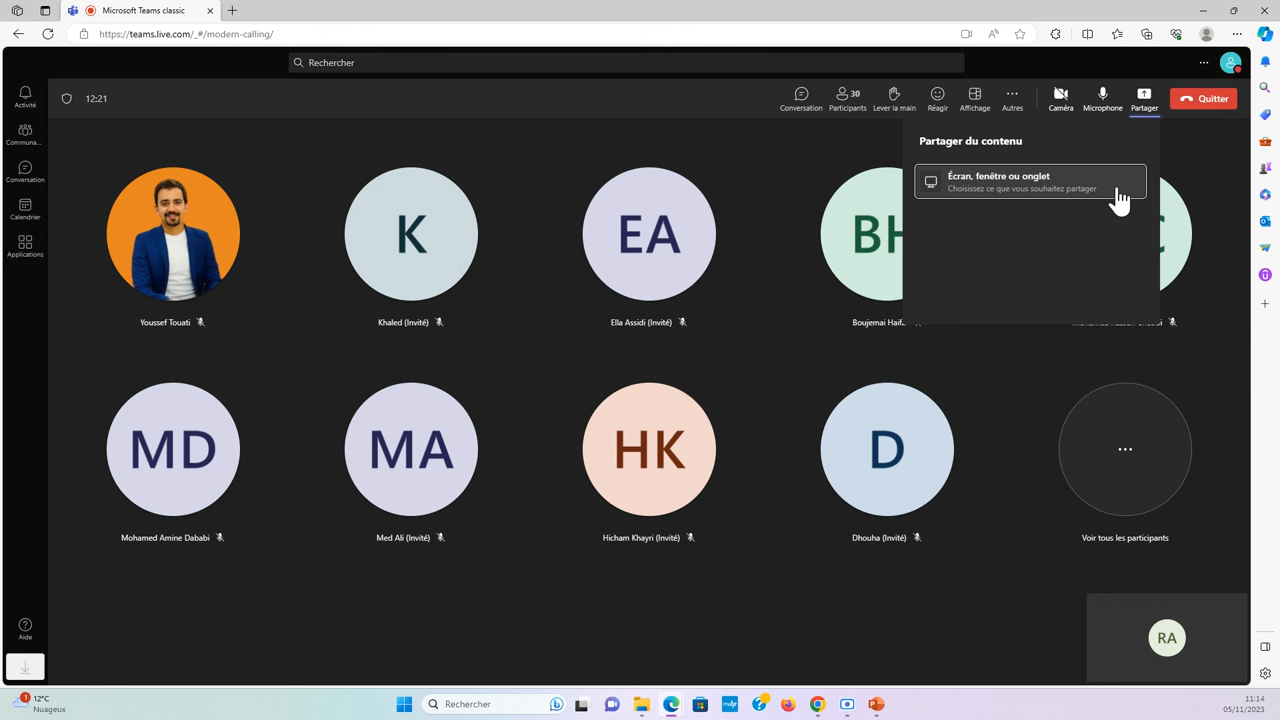 Microsoft Teams classic
https://teams.live.com/_#/modern-calling/
Rechercher
12:21
Conversation
30
Participants
Lever la main
Réagir
Affichage
Autres
Caméra
Microphone
Partager
Quitter
Activité
Communa...
Conversation
Calendrier
Applications
Aide
Partager du contenu
Écran, fenêtre ou onglet
Choisissez ce que vous souhaitez partager
K
EA
BH
C
Youssef Touati
Khaled (Invité)
Ella Assidi (Invité)
Boujemai Haifa
MD
MA
HK
D
...
Mohamed Amine Dababi
Med Ali (Invité)
Hicham Khayri (Invité)
Dhouha (Invité)
Voir tous les participants
RA
1
12°C
Nuageux
Rechercher
11:14
05/11/2023